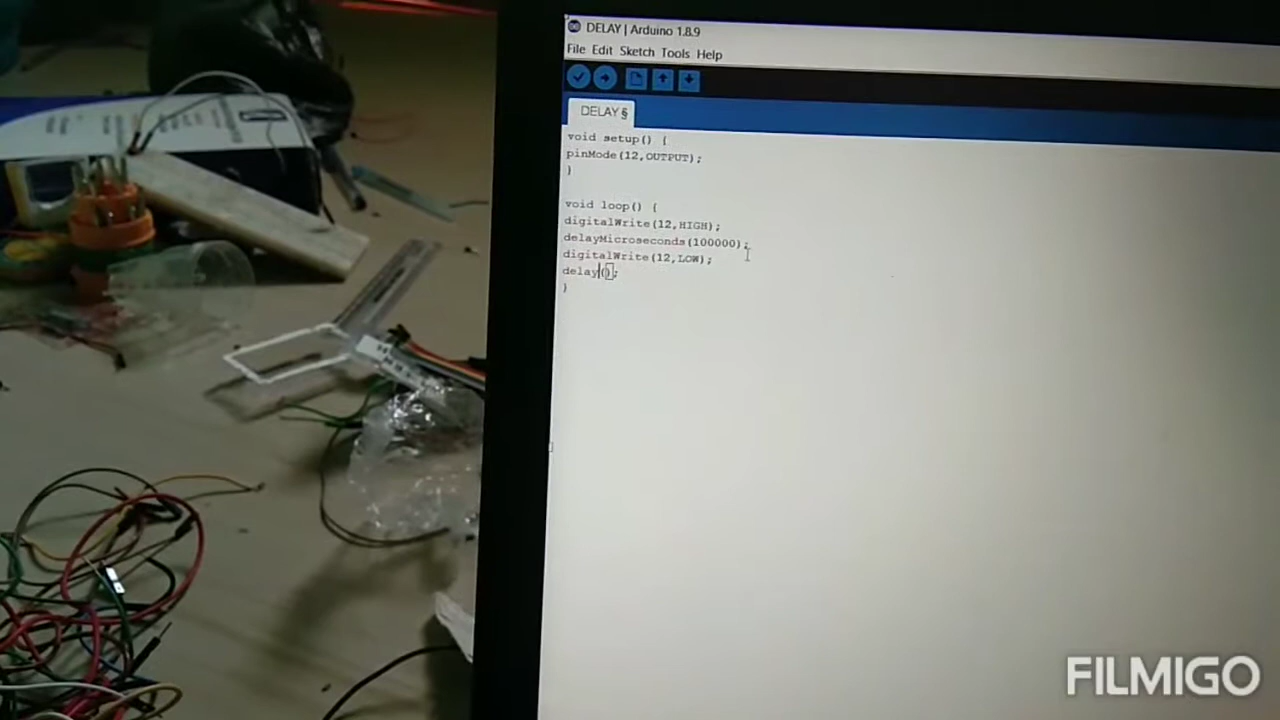 DELAY | Arduino 1.8.9
File Edit Sketch Tools Help
DELAY §
void setup() {
pinMode(12,OUTPUT);
}
void loop() {
digitalWrite(12,HIGH);
delayMicroseconds(100000);
digitalWrite(12,LOW);
delay();
}
FILMIGO